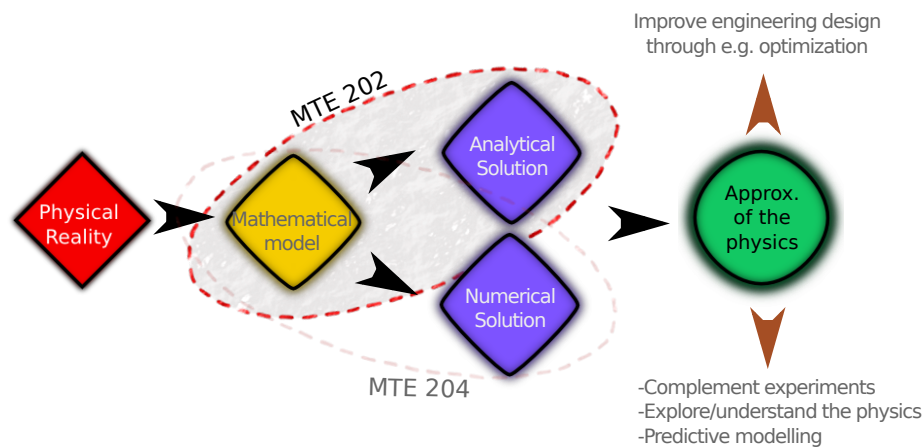 Improve engineering design
through e.g. optimization
MTE 202
Analytical
Solution
Physical
Reality
Mathematical
model
Approx.
of the
physics
Numerical
Solution
MTE 204
-Complement experiments
-Explore/understand the physics
-Predictive modelling